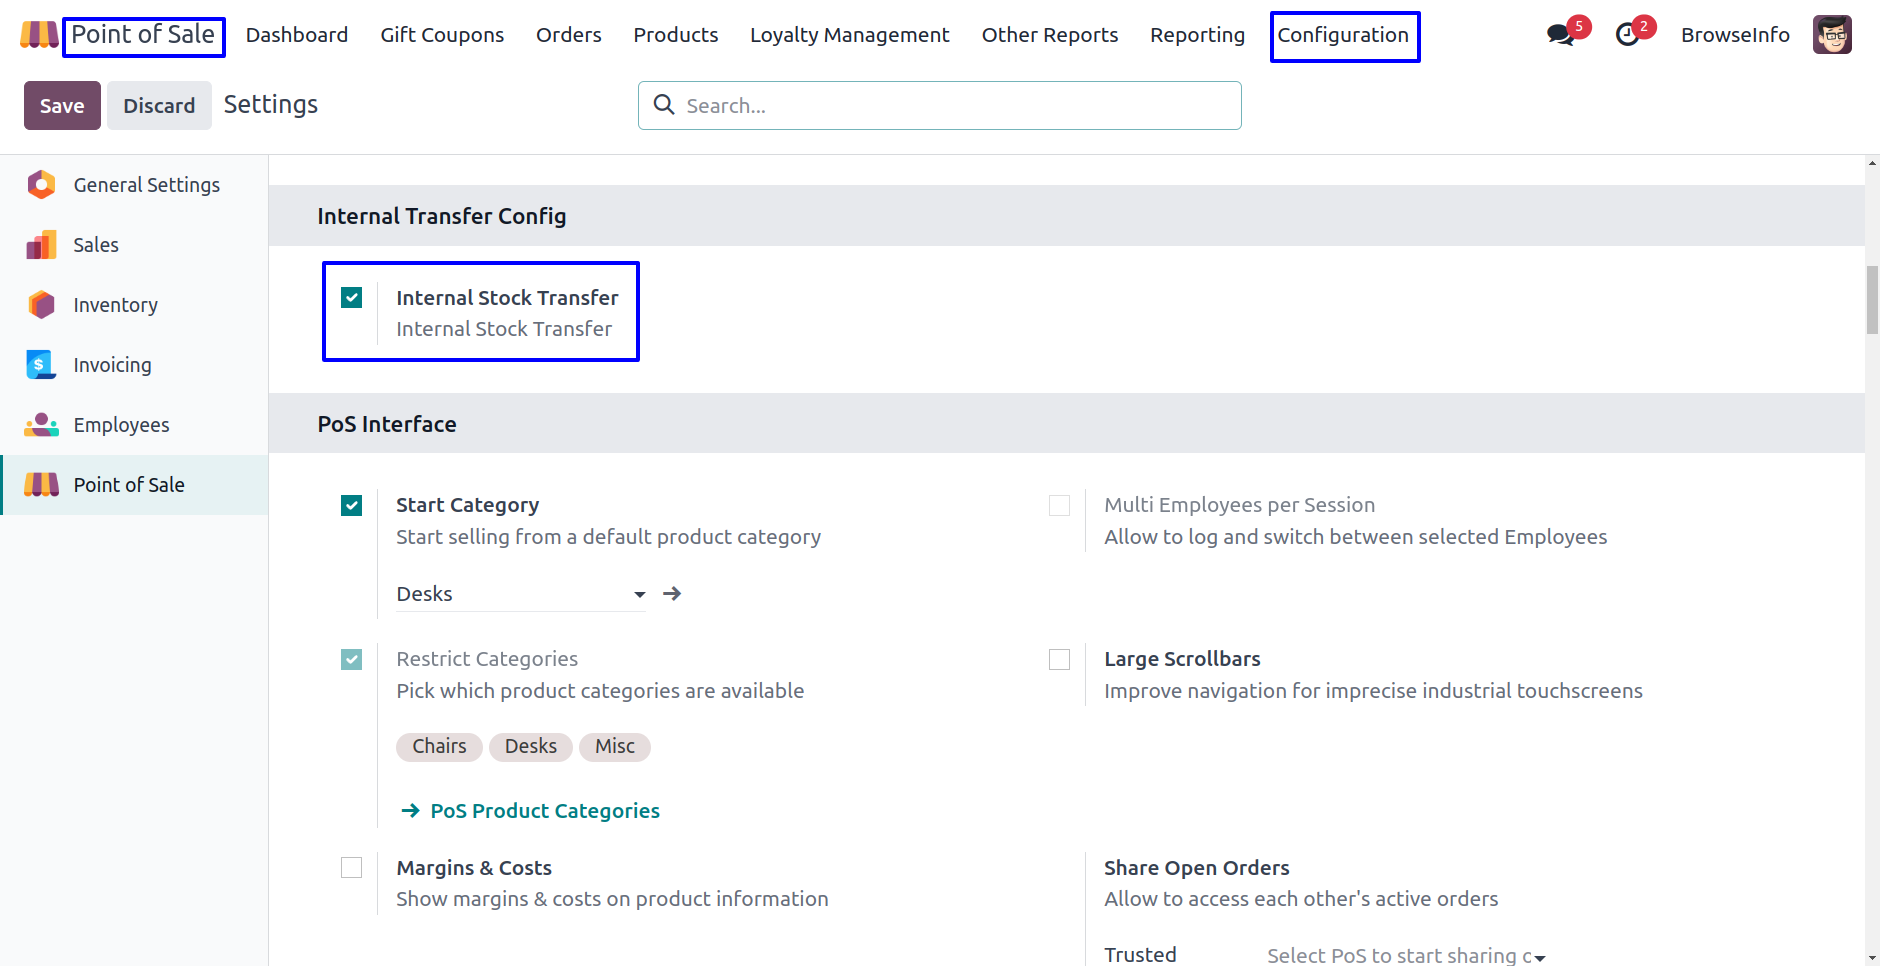 Point of Sale Dashboard Gift Coupons Orders Products Loyalty Management Other Reports Reporting Configuration 5 2 BrowseInfo
Save Discard Settings Search...
General Settings
Sales
Inventory
Invoicing
$
Employees
Point of Sale
Internal Transfer Config
Internal Stock Transfer
Internal Stock Transfer
PoS Interface
Start Category
Start selling from a default product category
Desks
Multi Employees per Session
Allow to log and switch between selected Employees
Restrict Categories
Pick which product categories are available
Chairs Desks Misc
PoS Product Categories
Large Scrollbars
Improve navigation for imprecise industrial touchscreens
Margins & Costs
Show margins & costs on product information
Share Open Orders
Allow to access each other's active orders
Trusted Select PoS to start sharing